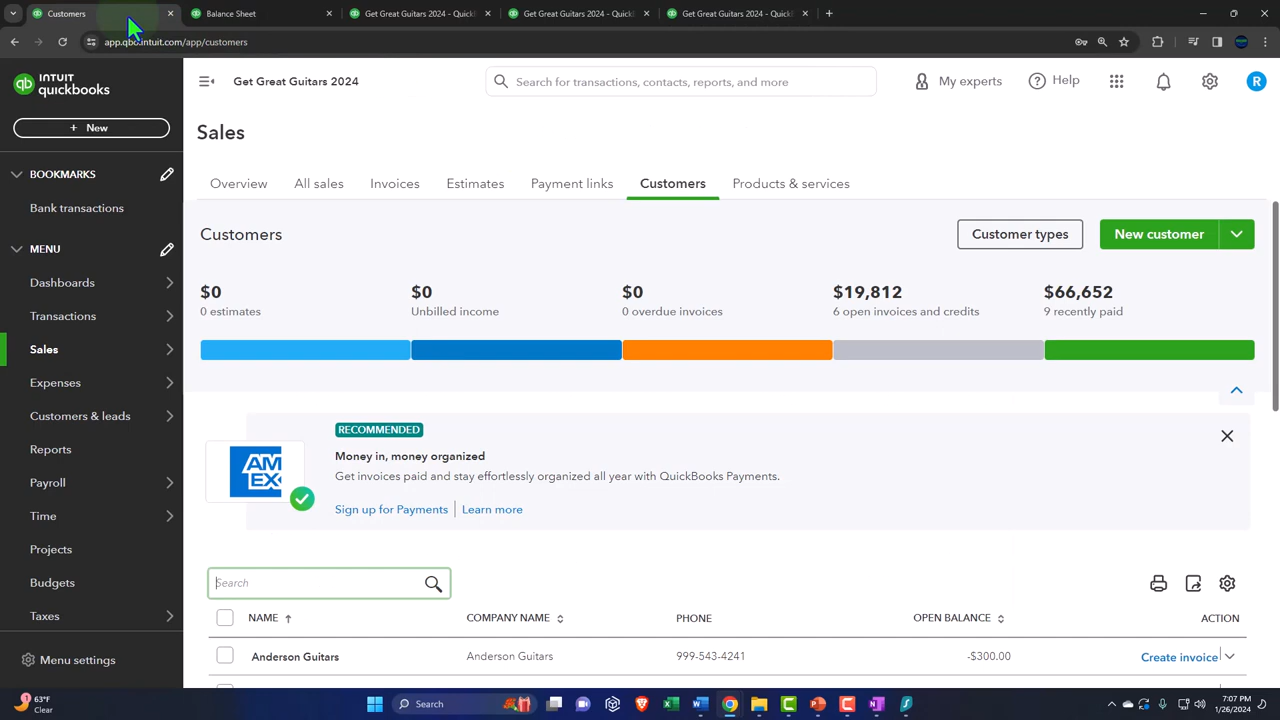 Customers
Balance Sheet
Get Great Guitars 2024 - QuickB
Get Great Guitars 2024 - QuickB
Get Great Guitars 2024 - QuickB
app.qbo.intuit.com/app/customers
INTUIT
quickbooks
Get Great Guitars 2024
Search for transactions, contacts, reports, and more
My experts
Help
R
+ New
Sales
BOOKMARKS
Bank transactions
MENU
Dashboards
Transactions
Sales
Expenses
Customers & leads
Reports
Payroll
Time
Projects
Budgets
Taxes
Menu settings
Overview All sales Invoices Estimates Payment links Customers Products & services
Customers
Customer types
New customer
$0
0 estimates
$0
Unbilled income
$0
0 overdue invoices
$19,812
6 open invoices and credits
$66,652
9 recently paid
AM
EX
RECOMMENDED
Money in, money organized
Get invoices paid and stay effortlessly organized all year with QuickBooks Payments.
Sign up for Payments Learn more
Search
NAME COMPANY NAME PHONE OPEN BALANCE ACTION
Anderson Guitars Anderson Guitars 999-543-4241 -$300.00 Create invoice
63°F
Clear
Search
7:07 PM
1/26/2024